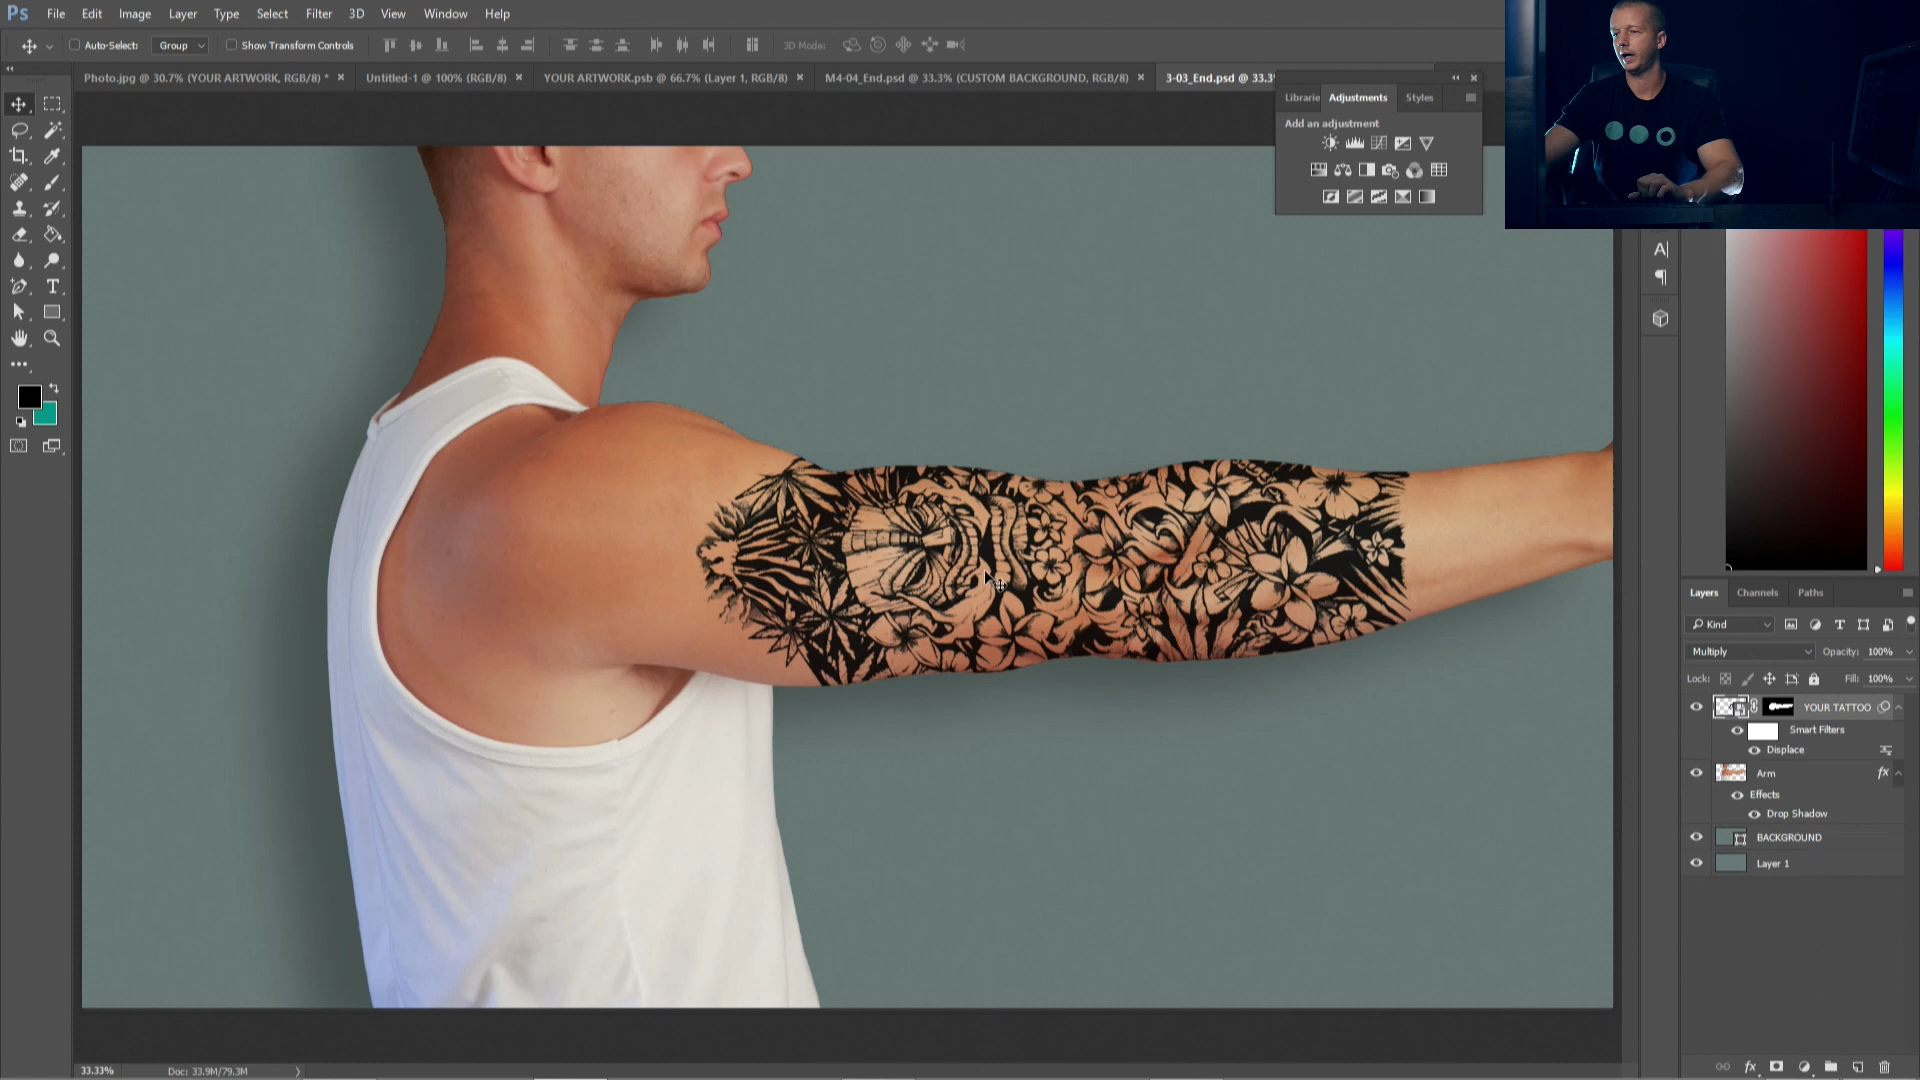 Ps File Edit Image Layer Type Select Filter 3D View Window Help
Auto-Select: Group Show Transform Controls 3D Mode:
Photo.jpg @ 30.7% (YOUR ARTWORK, RGB/8) * × Untitled-1 @ 100% (RGB/8) × YOUR ARTWORK.psb @ 66.7% (Layer 1, RGB/8) × M4-04_End.psd @ 33.3% (CUSTOM BACKGROUND, RGB/8) × 3-03_End.psd @ 33.3%
Librarie Adjustments Styles
Add an adjustment
Layers Channels Paths
Kind
Multiply Opacity: 100%
Lock: Fill: 100%
YOUR TATTOO
Smart Filters
Displace
Arm fx
Effects
Drop Shadow
BACKGROUND
Layer 1
33.33% Doc: 33.9M/79.3M
fx